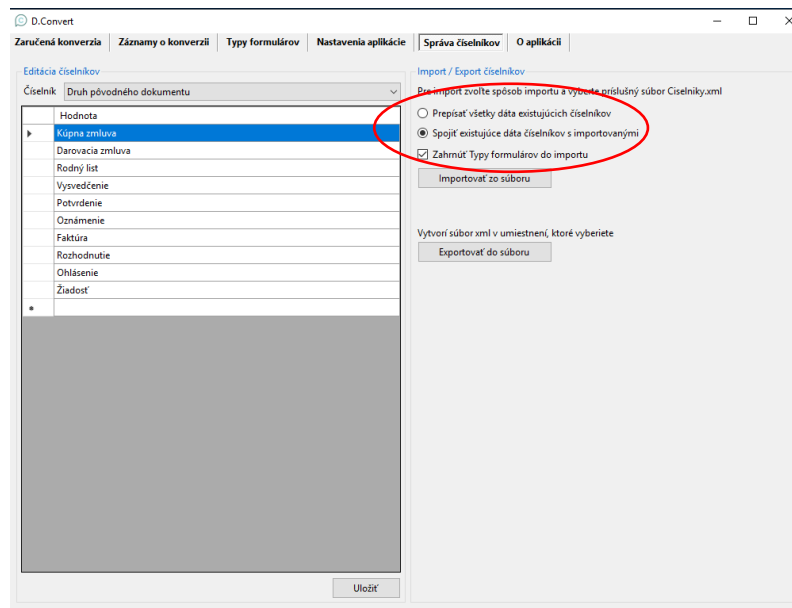 D.Convert
Zaručená konverzia Záznamy o konverzii Typy formulárov Nastavenia aplikácie Správa číselníkov O aplikácii
Editácia číselníkov
Číselník Druh pôvodného dokumentu
Hodnota
Kúpna zmluva
Darovacia zmluva
Rodný list
Vysvedčenie
Potvrdenie
Oznámenie
Faktúra
Rozhodnutie
Ohlásenie
Žiadosť
*
Uložiť
Import / Export číselníkov
Pre import zvoľte spôsob importu a vyberte príslušný súbor Ciselniky.xml
Prepísať všetky dáta existujúcich číselníkov
Spojiť existujúce dáta číselníkov s importovanými
Zahrnúť Typy formulárov do importu
Importovať zo súboru
Vytvorí súbor xml v umiestnení, ktoré vyberiete
Exportovať do súboru